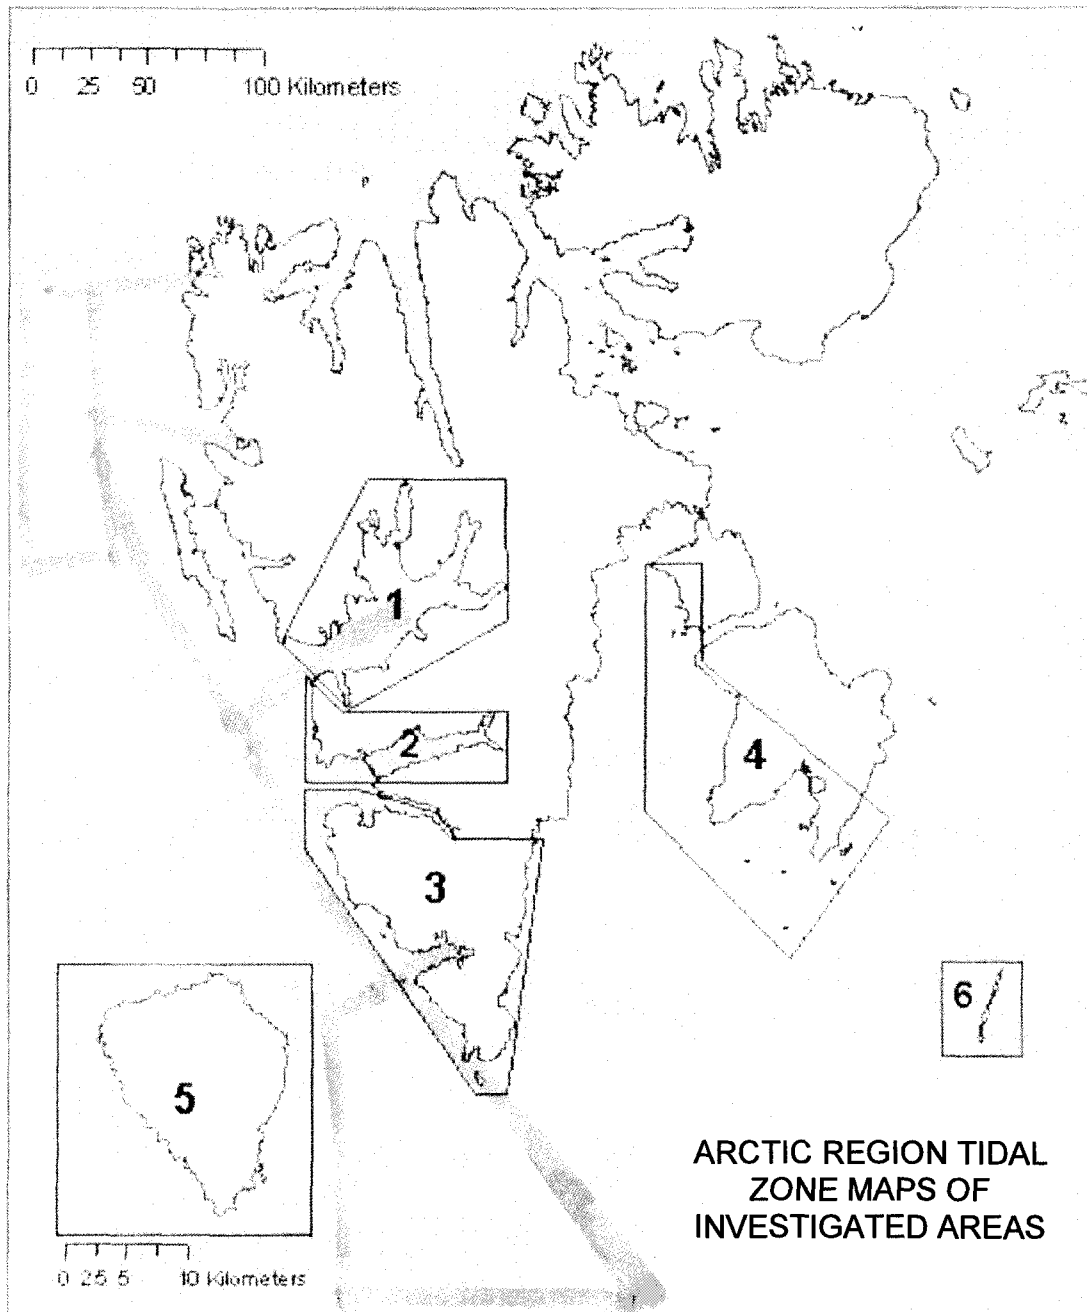 0 25 50 100 Kilometers
1
2
3
4
5
6
ARCTIC REGION TIDAL
ZONE MAPS OF
INVESTIGATED AREAS
0 2.5 5 10 Kilometers